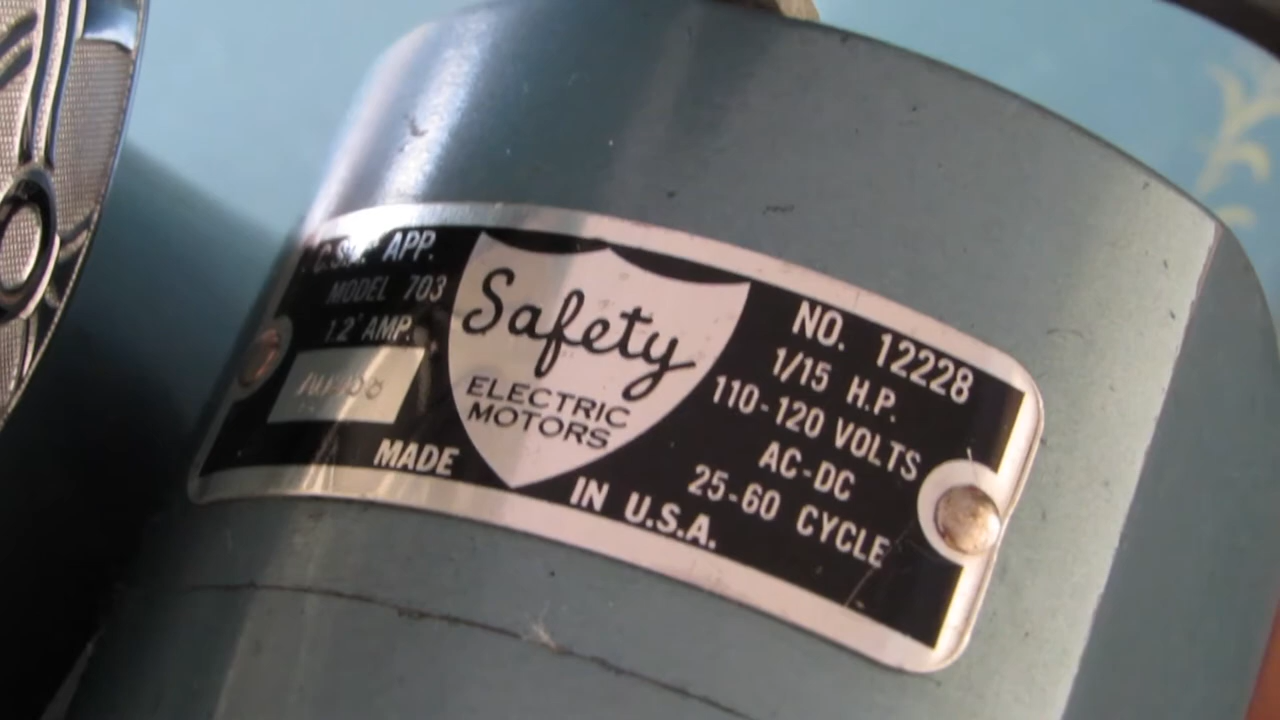 C.S.A. APP.
MODEL 703
1.2 AMP.
MADE
Safety
ELECTRIC
MOTORS
IN U.S.A.
NO. 12228
1/15 H.P.
110-120 VOLTS
AC-DC
25-60 CYCLE